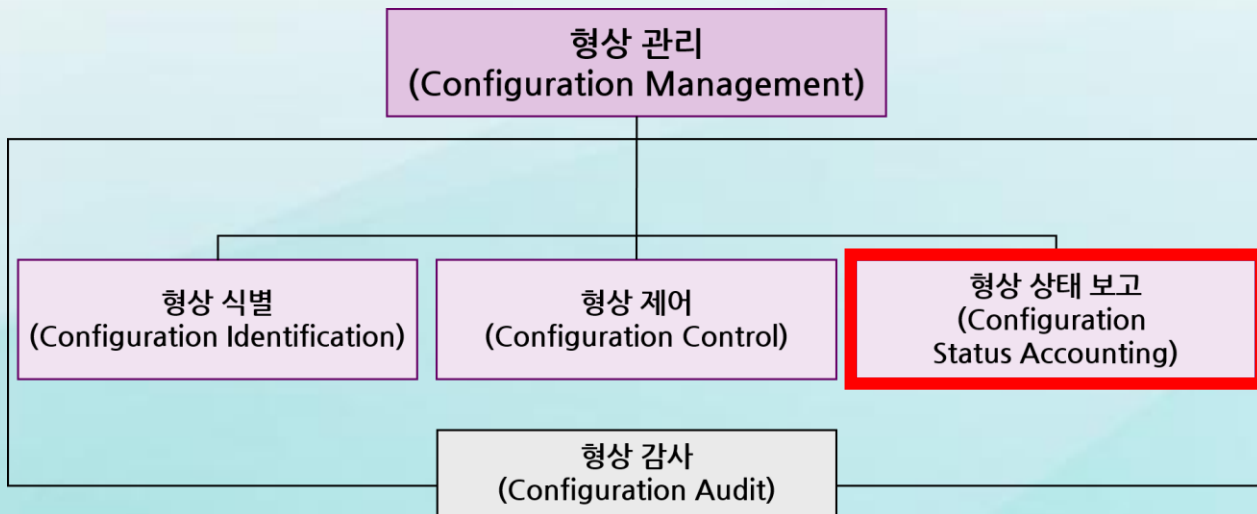 형상 관리
(Configuration Management)
형상 식별
(Configuration Identification)
형상 제어
(Configuration Control)
형상 상태 보고
(Configuration
Status Accounting)
형상 감사
(Configuration Audit)